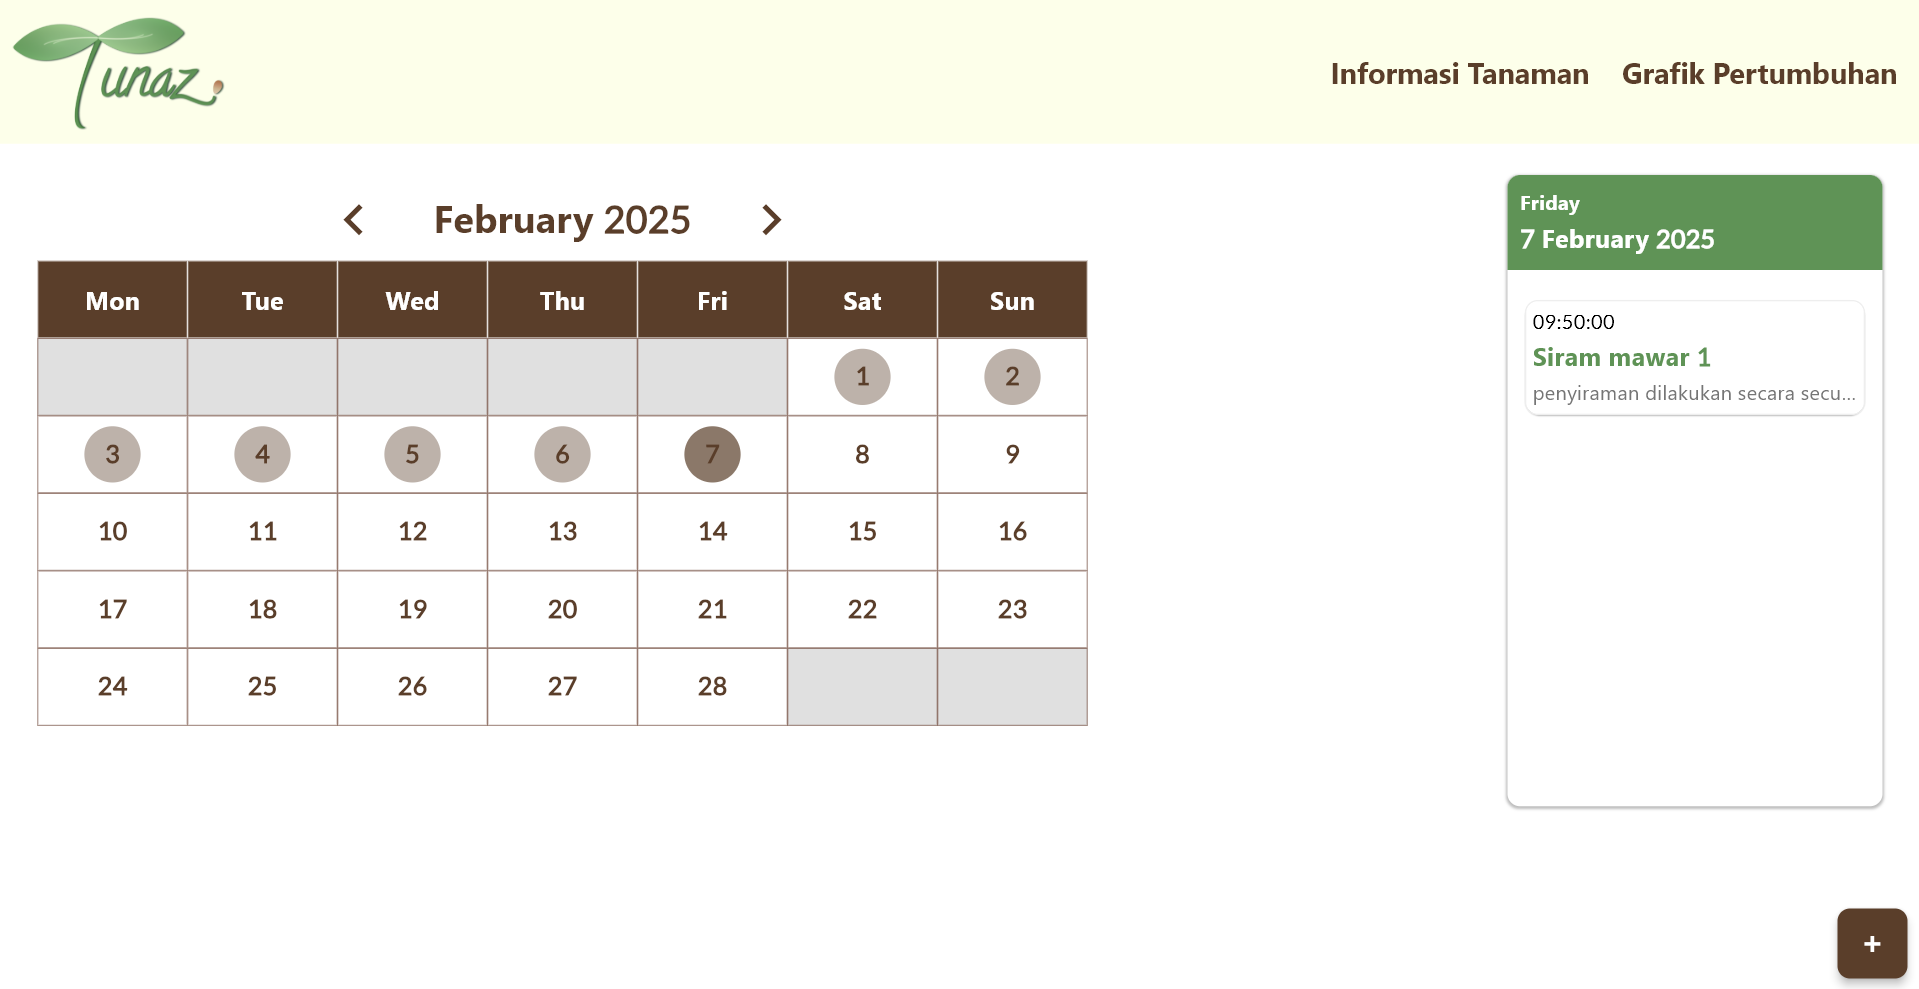 Tunaz.
Informasi Tanaman Grafik Pertumbuhan
February 2025
Mon Tue Wed Thu Fri Sat Sun
1 2
3 4 5 6 7 8 9
10 11 12 13 14 15 16
17 18 19 20 21 22 23
24 25 26 27 28
Friday
7 February 2025
09:50:00
Siram mawar 1
penyiraman dilakukan secara secu...
+